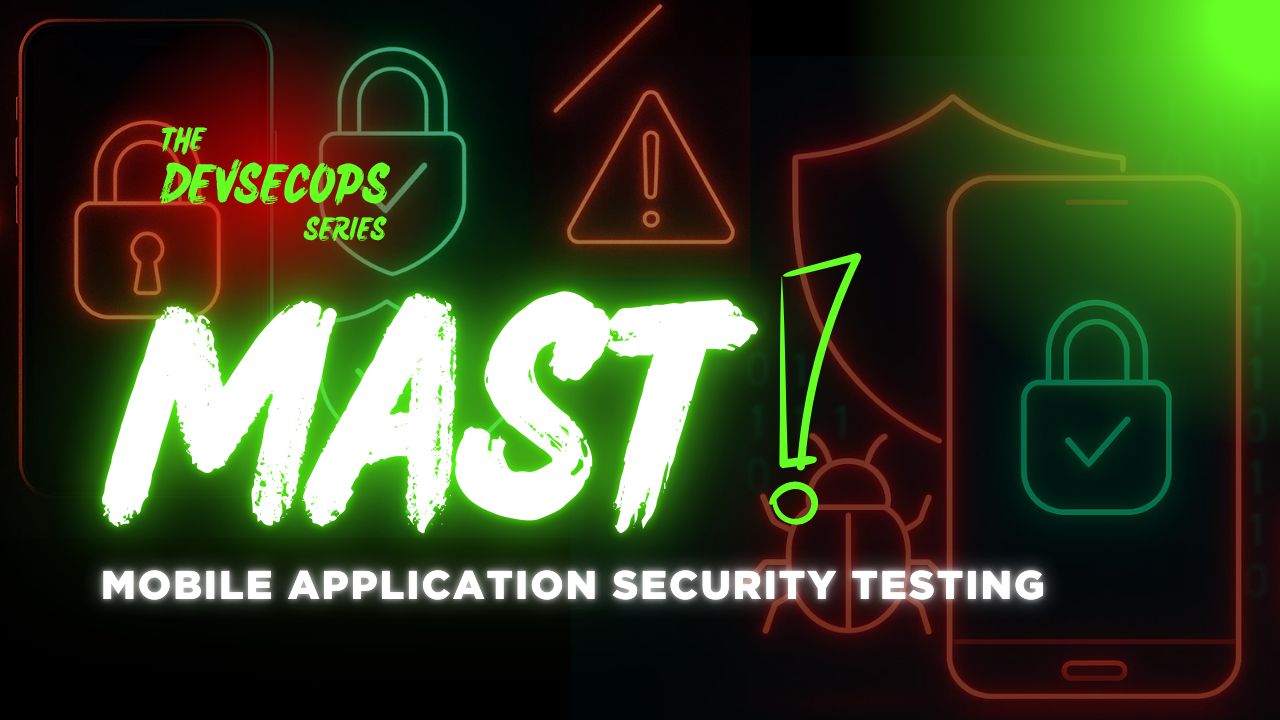 THE
DEVSECOPS
SERIES
MAST!
MOBILE APPLICATION SECURITY TESTING